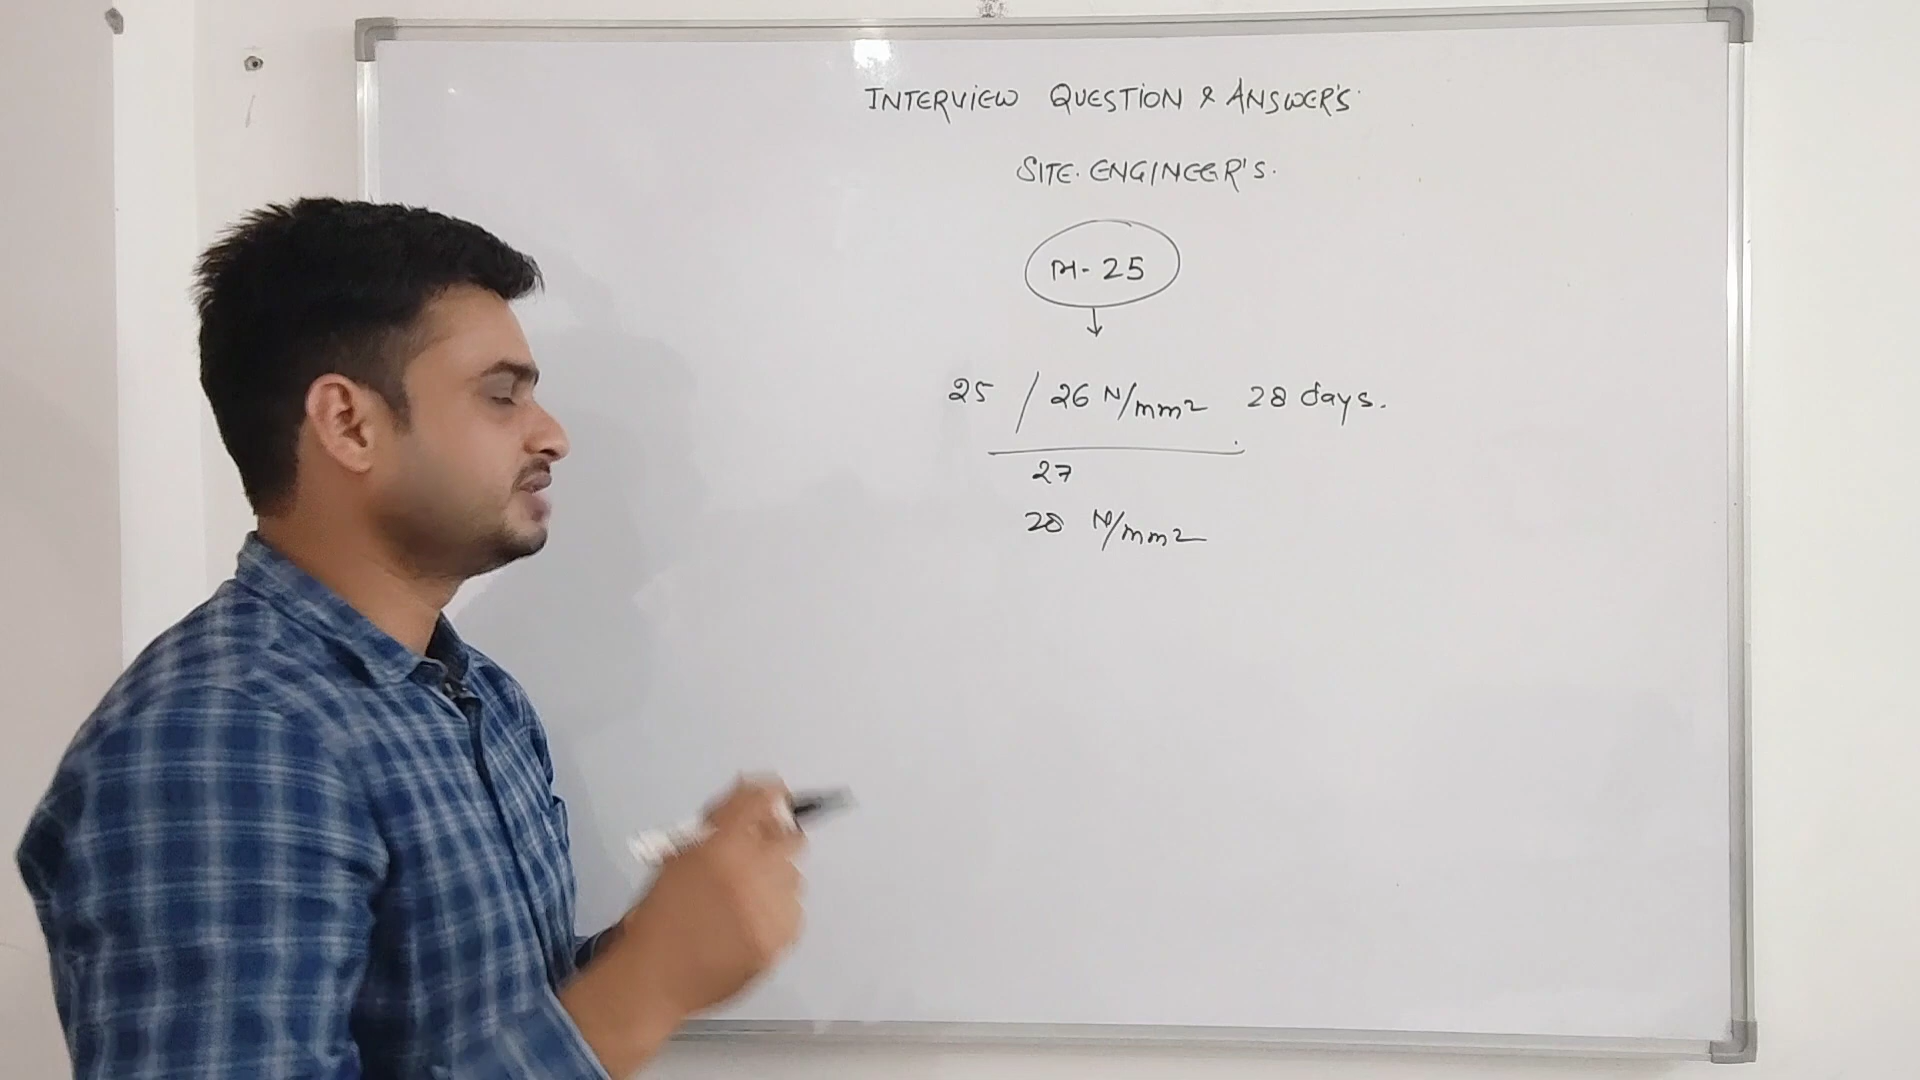 INTERVIEW QUESTION & ANSWER'S
SITE. ENGINEER'S.
M- 25
25 / 26 N/mm2 28 days.
27
28 N/mm2